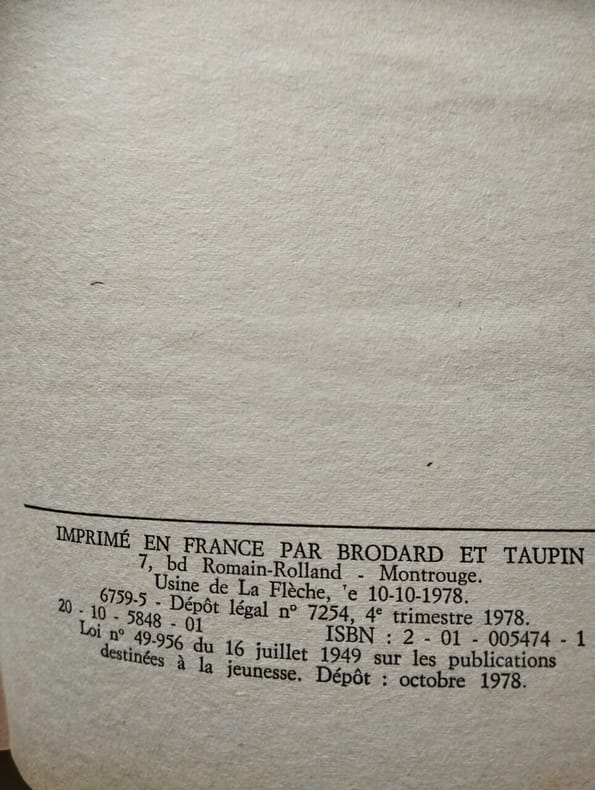 IMPRIMÉ EN FRANCE PAR BRODARD ET TAUPIN
7, bd Romain-Rolland - Montrouge.
Usine de La Flèche, 'e 10-10-1978.
6759-5 - Dépôt légal n° 7254, 4e trimestre 1978.
20 - 10 - 5848 - 01 ISBN : 2 - 01 - 005474 - 1
Loi n° 49-956 du 16 juillet 1949 sur les publications
destinées à la jeunesse. Dépôt : octobre 1978.